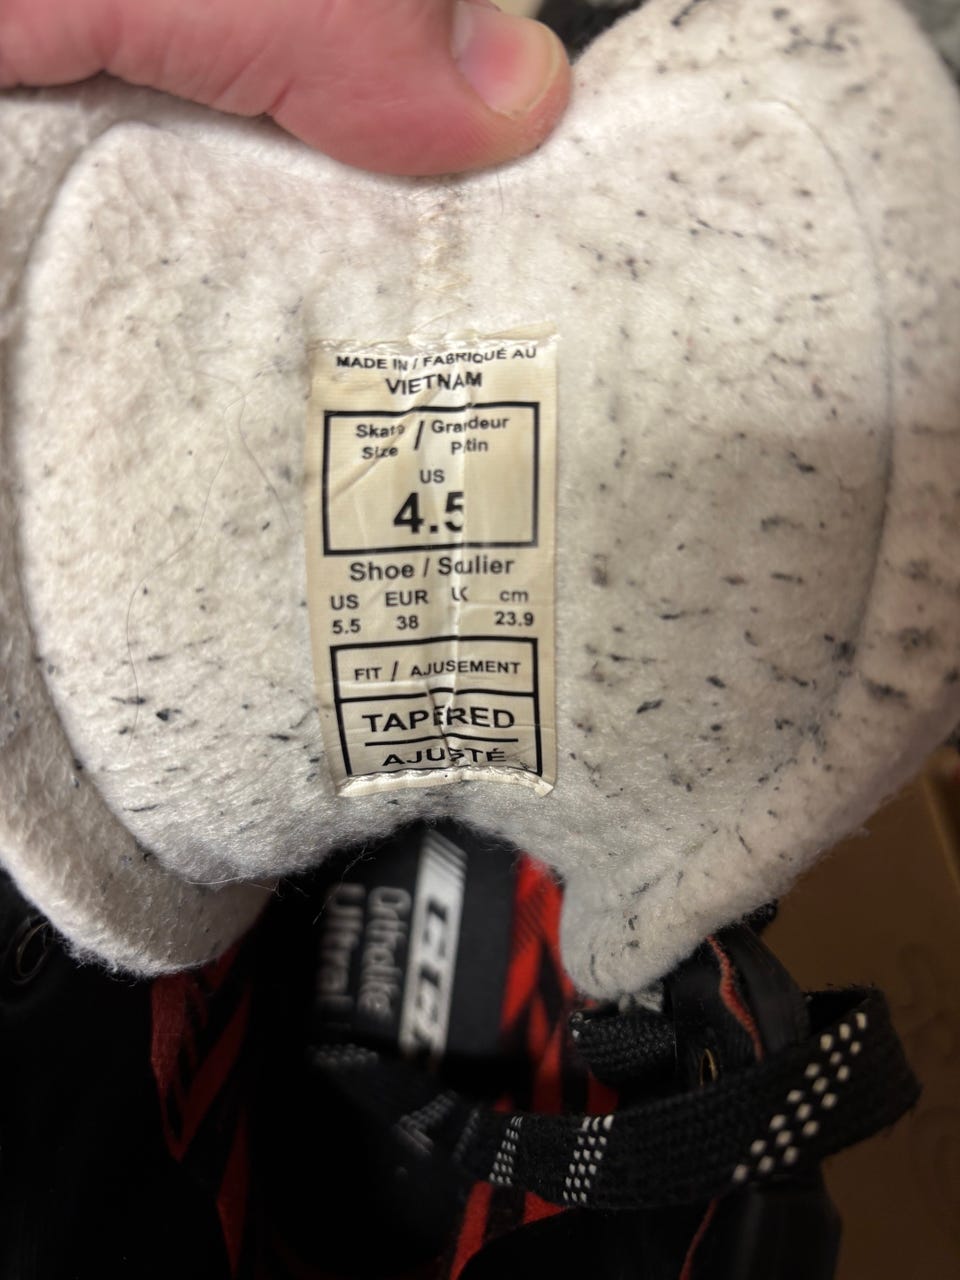 MADE IN / FABRIQUÉ AU
VIETNAM
Skate / Grandeur
Size Patin
US
4.5
Shoe / Soulier
US EUR UK cm
5.5 38 23.9
FIT / AJUSEMENT
TAPERED
AJUSTÉ
CCM
Ortholite
Ultra